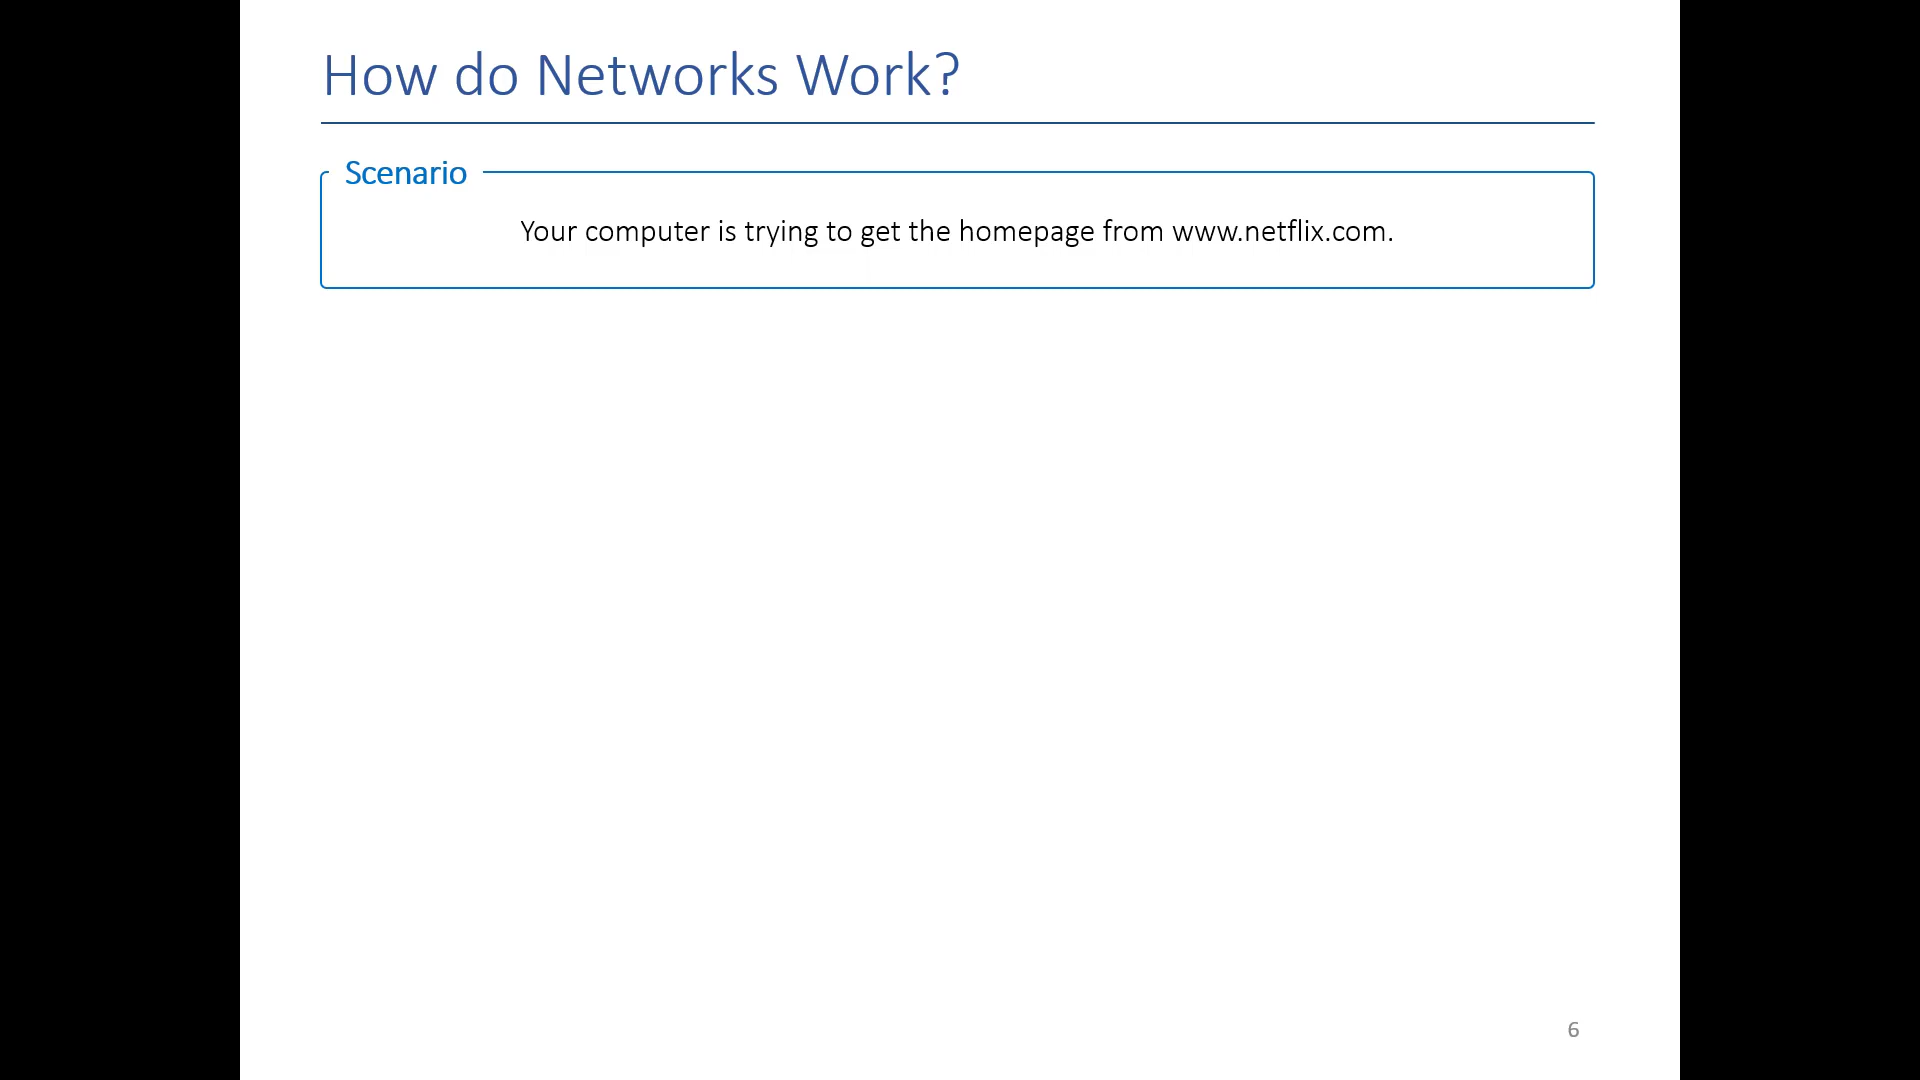 How do Networks Work?
Scenario
Your computer is trying to get the homepage from www.netflix.com.
6